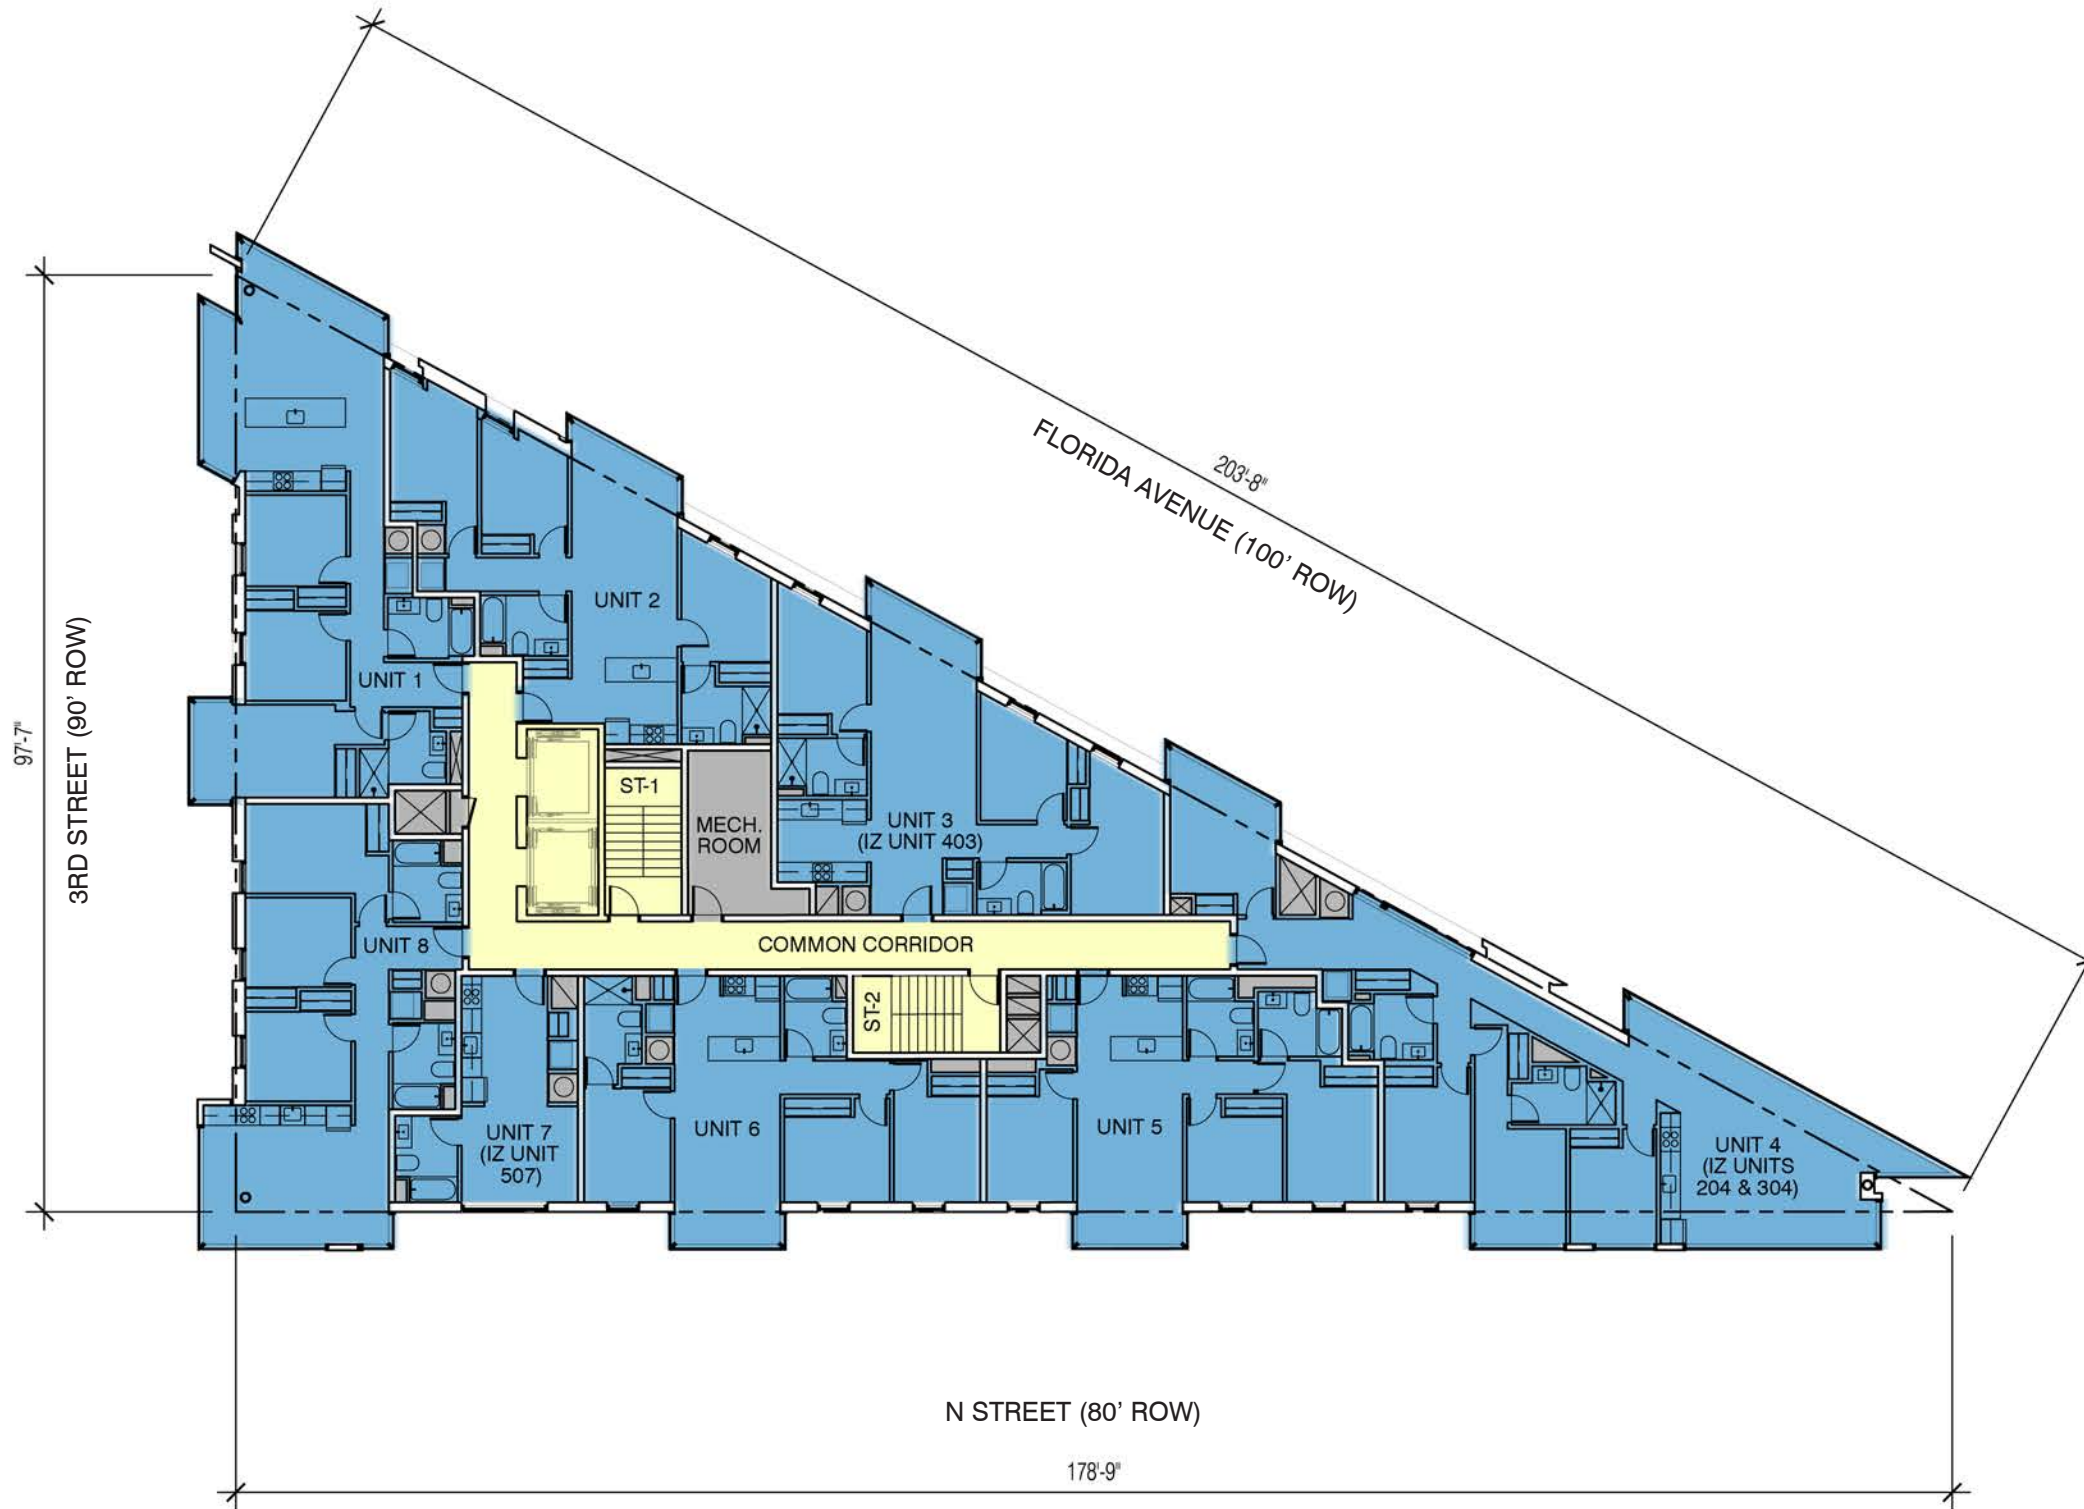 203'-8"
FLORIDA AVENUE (100' ROW)
97'-7"
3RD STREET (90' ROW)
UNIT 2
UNIT 1
ST-1
MECH.
ROOM
UNIT 3
(IZ UNIT 403)
UNIT 8
COMMON CORRIDOR
ST-2
UNIT 7
(IZ UNIT
507)
UNIT 6
UNIT 5
UNIT 4
(IZ UNITS
204 & 304)
N STREET (80' ROW)
178'-9"